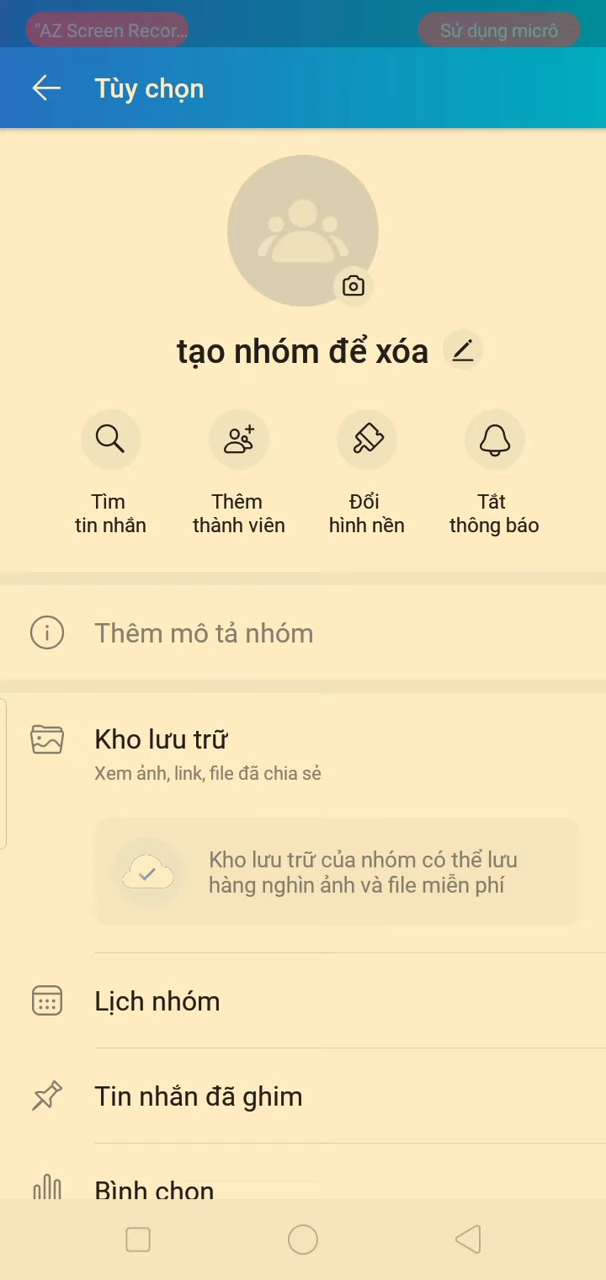 "AZ Screen Recor... Sử dụng micrô
Tùy chọn
tạo nhóm để xóa
Tìm tin nhắn
Thêm thành viên
Đổi hình nền
Tắt thông báo
Thêm mô tả nhóm
Kho lưu trữ
Xem ảnh, link, file đã chia sẻ
Kho lưu trữ của nhóm có thể lưu
hàng nghìn ảnh và file miễn phí
Lịch nhóm
Tin nhắn đã ghim
Bình chọn